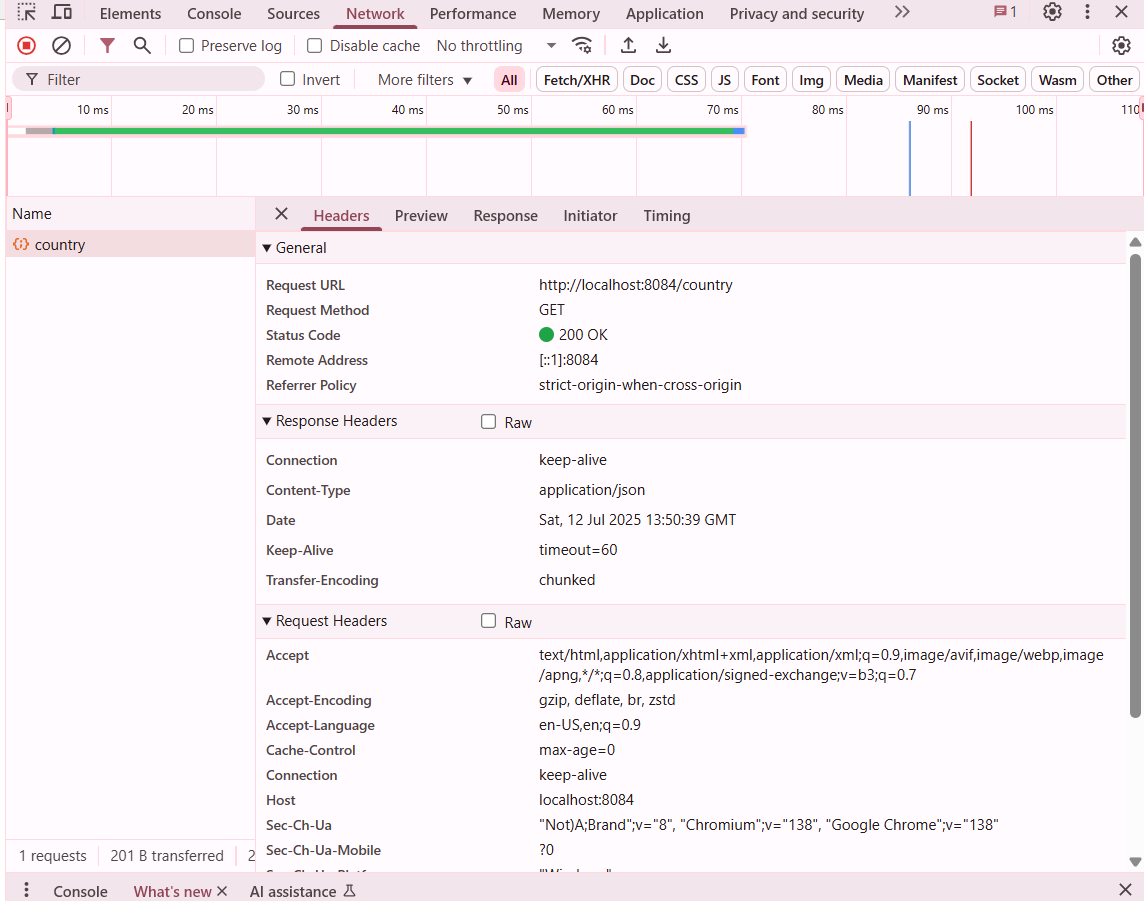 Elements Console Sources Network Performance Memory Application Privacy and security 1
Preserve log Disable cache No throttling
Filter Invert More filters All Fetch/XHR Doc CSS JS Font Img Media Manifest Socket Wasm Other
10 ms 20 ms 30 ms 40 ms 50 ms 60 ms 70 ms 80 ms 90 ms 100 ms 110
Name
country
Headers Preview Response Initiator Timing
General
Request URL http://localhost:8084/country
Request Method GET
Status Code 200 OK
Remote Address [::1]:8084
Referrer Policy strict-origin-when-cross-origin
Response Headers Raw
Connection keep-alive
Content-Type application/json
Date Sat, 12 Jul 2025 13:50:39 GMT
Keep-Alive timeout=60
Transfer-Encoding chunked
Request Headers Raw
Accept text/html,application/xhtml+xml,application/xml;q=0.9,image/avif,image/webp,image
/apng,*/*;q=0.8,application/signed-exchange;v=b3;q=0.7
Accept-Encoding gzip, deflate, br, zstd
Accept-Language en-US,en;q=0.9
Cache-Control max-age=0
Connection keep-alive
Host localhost:8084
Sec-Ch-Ua "Not)A;Brand";v="8", "Chromium";v="138", "Google Chrome";v="138"
Sec-Ch-Ua-Mobile ?0
1 requests 201 B transferred 2
Console What's new AI assistance